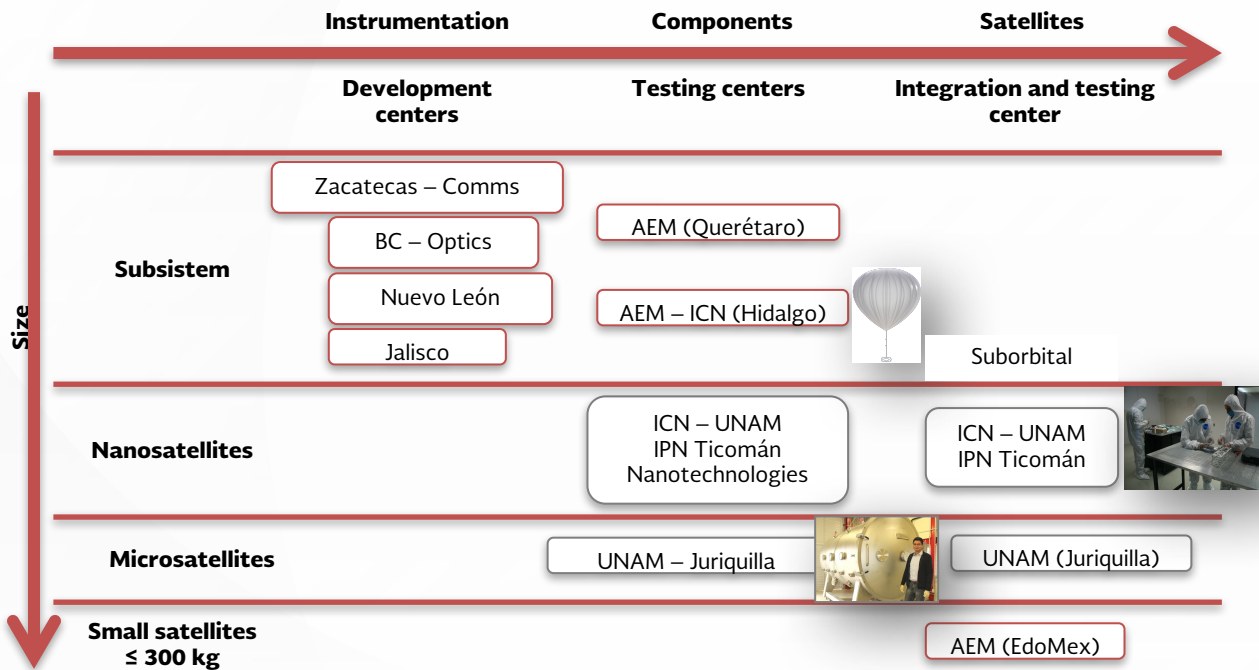 Instrumentation
Components
Satellites
Development
centers
Testing centers
Integration and testing
center
Size
Subsistem
Zacatecas – Comms
BC – Optics
Nuevo León
Jalisco
AEM (Querétaro)
AEM – ICN (Hidalgo)
Suborbital
Nanosatellites
ICN – UNAM
IPN Ticomán
Nanotechnologies
ICN – UNAM
IPN Ticomán
Microsatellites
UNAM – Juriquilla
UNAM (Juriquilla)
Small satellites
≤ 300 kg
AEM (EdoMex)